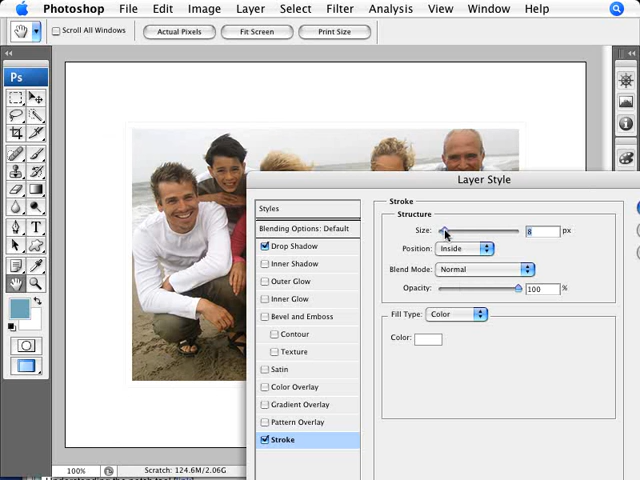 Photoshop File Edit Image Layer Select Filter Analysis View Window Help
Scroll All Windows Actual Pixels Fit Screen Print Size
Ps
Layer Style
Styles
Blending Options: Default
Drop Shadow
Inner Shadow
Outer Glow
Inner Glow
Bevel and Emboss
Contour
Texture
Satin
Color Overlay
Gradient Overlay
Pattern Overlay
Stroke
Stroke
Structure
Size: 8 px
Position: Inside
Blend Mode: Normal
Opacity: 100 %
Fill Type: Color
Color:
100% Scratch: 124.6M/2.06G